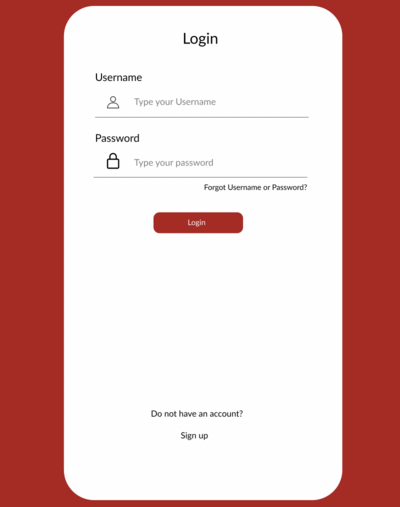 Login
Username
Type your Username
Password
Type your password
Forgot Username or Password?
Login
Do not have an account?
Sign up